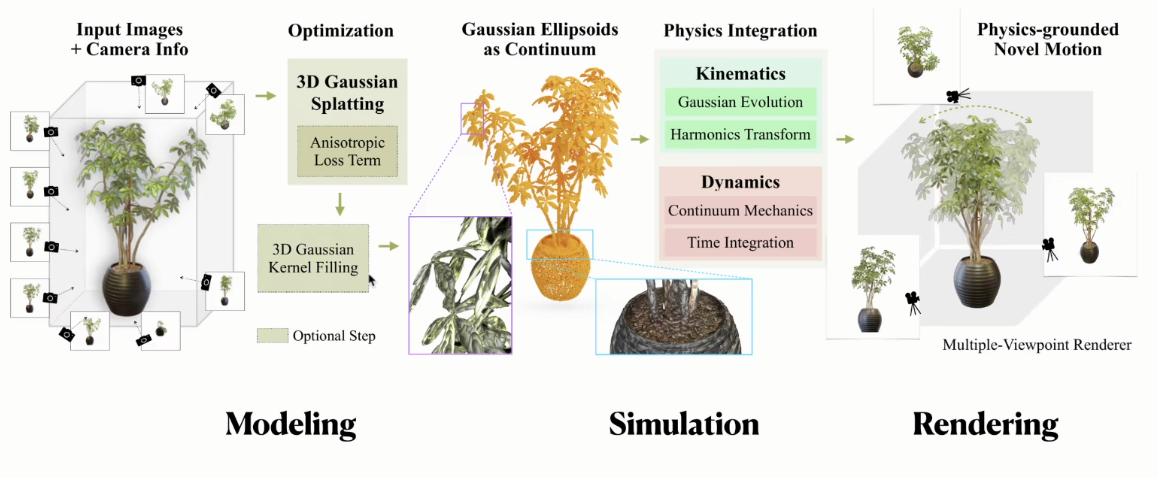 Input Images
+ Camera Info
Optimization
3D Gaussian
Splatting
Anisotropic
Loss Term
3D Gaussian
Kernel Filling
Optional Step
Gaussian Ellipsoids
as Continuum
Physics Integration
Kinematics
Gaussian Evolution
Harmonics Transform
Dynamics
Continuum Mechanics
Time Integration
Physics-grounded
Novel Motion
Multiple-Viewpoint Renderer
Modeling
Simulation
Rendering